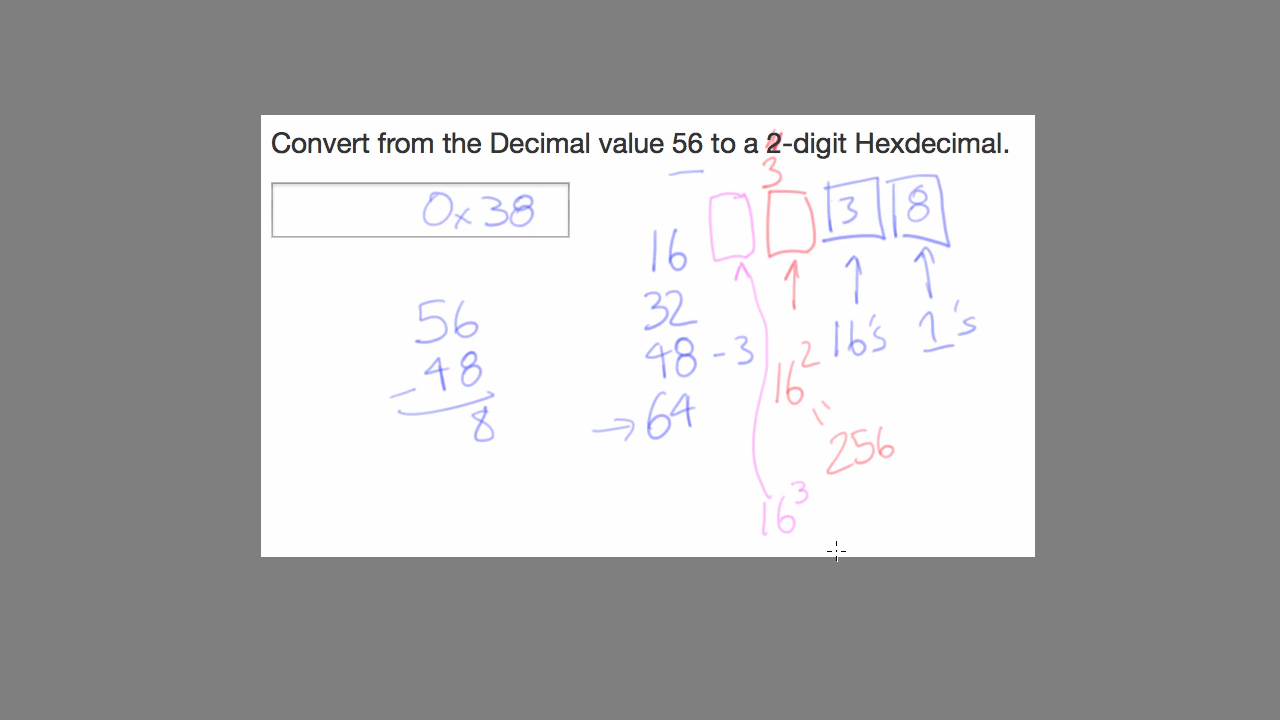 Convert from the Decimal value 56 to a 2-digit Hexdecimal.
3
0x38
3 8
16
32
48 - 3
→ 64
56
- 48
8
16's 1's
16²
256
16³